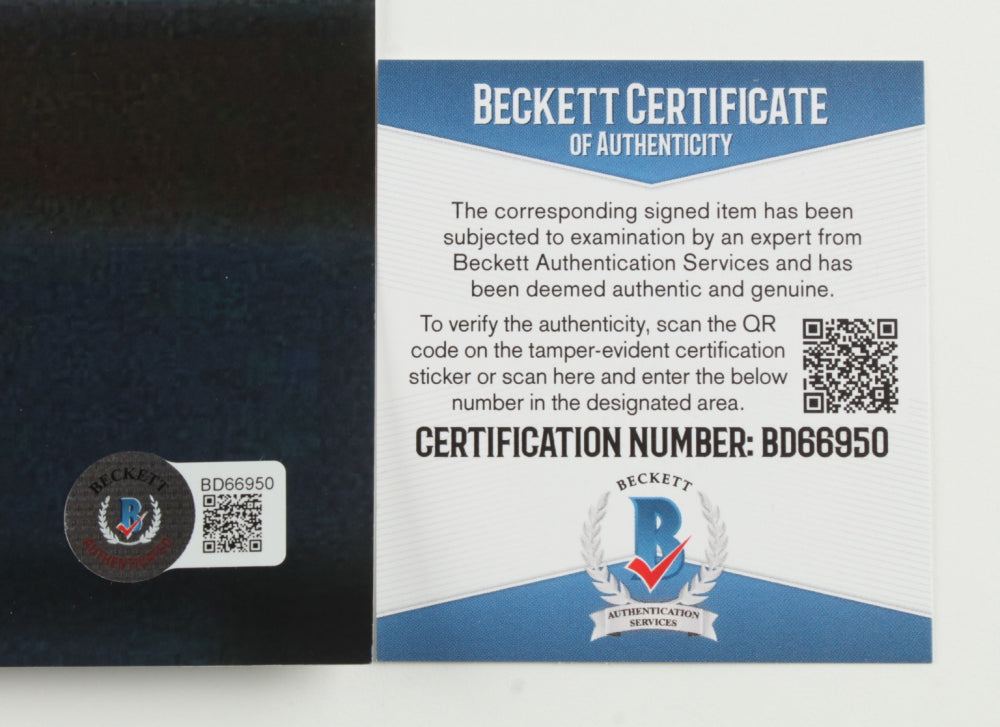 BECKETT CERTIFICATE
OF AUTHENTICITY
The corresponding signed item has been
subjected to examination by an expert from
Beckett Authentication Services and has
been deemed authentic and genuine.
To verify the authenticity, scan the QR
code on the tamper-evident certification
sticker or scan here and enter the below
number in the designated area.
CERTIFICATION NUMBER: BD66950
BECKETT
B
AUTHENTICATION
SERVICES
BECKETT
B
AUTHENTICATED
BD66950